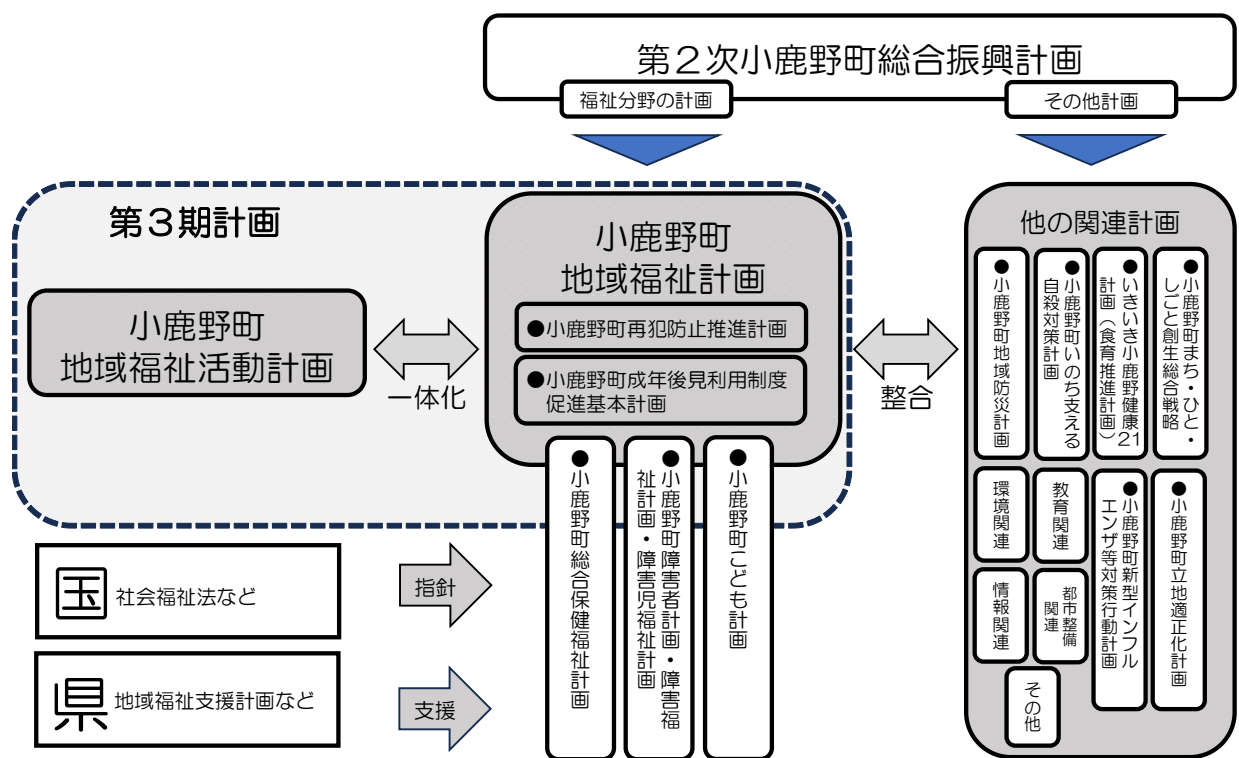 第２次小鹿野町総合振興計画
福祉分野の計画
その他計画
第３期計画
小鹿野町
地域福祉活動計画
一体化
小鹿野町
地域福祉計画
●小鹿野町再犯防止推進計画
●小鹿野町成年後見利用制度
促進基本計画
整合
●小鹿野町総合保健福祉計画
●小鹿野町障害者計画・障害福
祉計画・障害児福祉計画
●小鹿野町こども計画
国
社会福祉法など
指針
県
地域福祉支援計画など
支援
他の関連計画
●小鹿野町地域防災計画
●小鹿野町いのち支える
自殺対策計画
●いきいき小鹿野健康21
計画（食育推進計画）
●小鹿野町まち・ひと・
しごと創生総合戦略
環境関連
教育関連
●小鹿野町新型インフル
エンザ等対策行動計画
●小鹿野町立地適正化計画
情報関連
都市整備
関連
その他